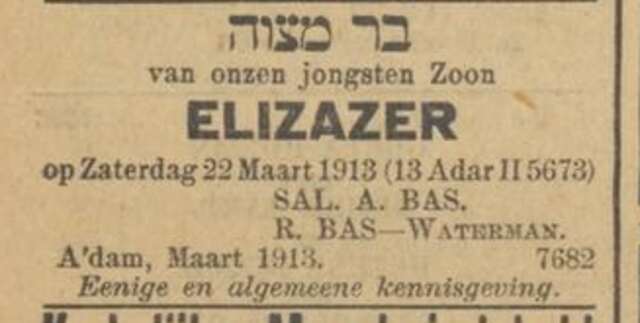 בר מצוה
van onzen jongsten Zoon
ELIZAZER
op Zaterdag 22 Maart 1913 (13 Adar II 5673)
SAL. A. BAS.
R. BAS—WATERMAN.
A'dam, Maart 1913. 7682
Eenige en algemeene kennisgeving.